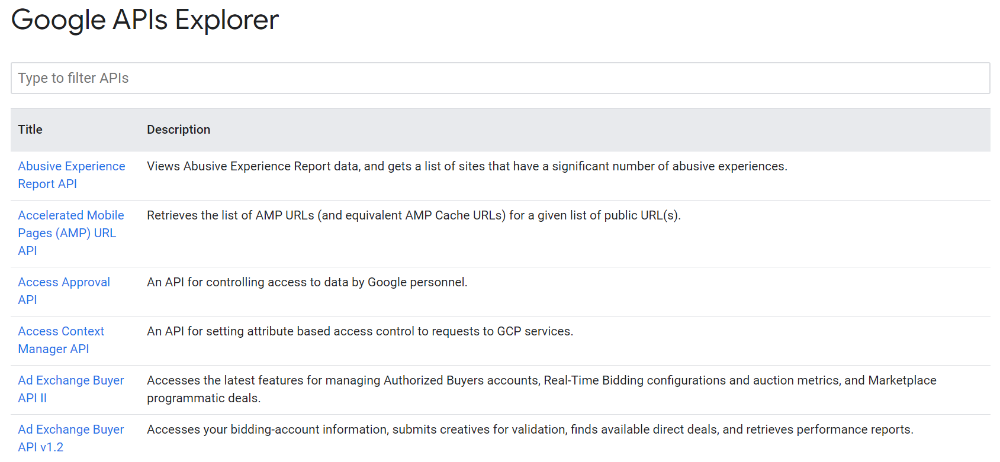 Google APIs Explorer
Type to filter APIs
Title Description
Abusive Experience Views Abusive Experience Report data, and gets a list of sites that have a significant number of abusive experiences.
Report API
Accelerated Mobile Retrieves the list of AMP URLs (and equivalent AMP Cache URLs) for a given list of public URL(s).
Pages (AMP) URL
API
Access Approval An API for controlling access to data by Google personnel.
API
Access Context An API for setting attribute based access control to requests to GCP services.
Manager API
Ad Exchange Buyer Accesses the latest features for managing Authorized Buyers accounts, Real-Time Bidding configurations and auction metrics, and Marketplace
API II programmatic deals.
Ad Exchange Buyer Accesses your bidding-account information, submits creatives for validation, finds available direct deals, and retrieves performance reports.
API v1.2